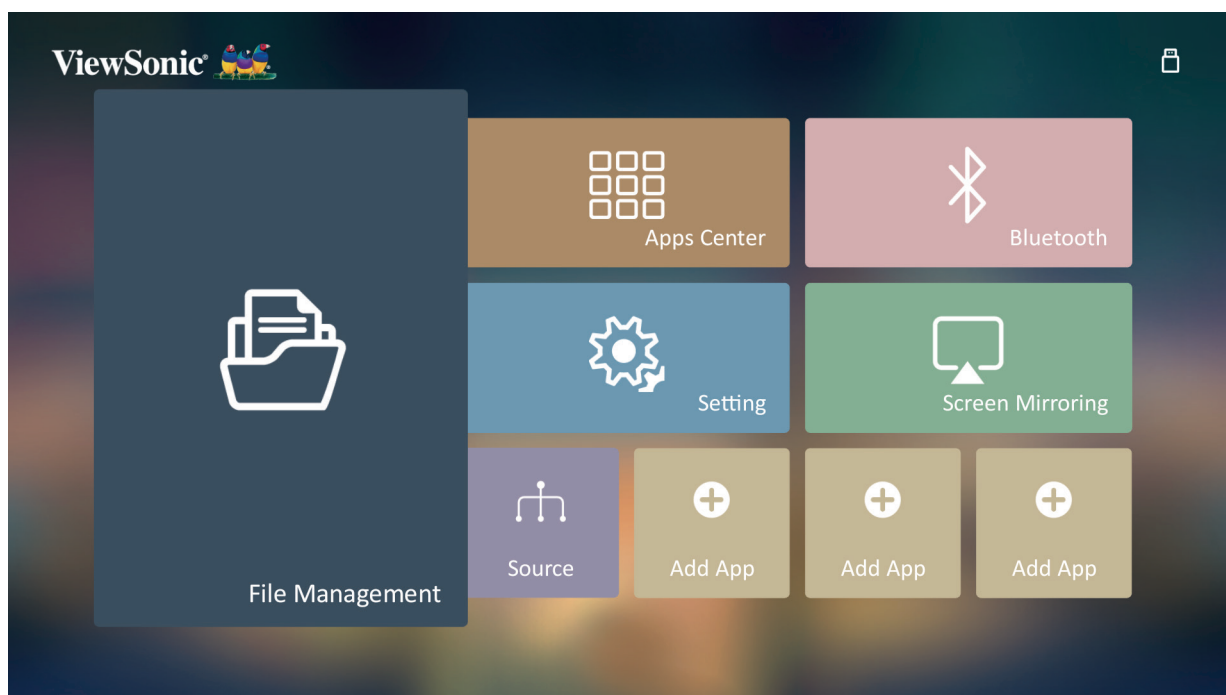 ViewSonic®
Apps Center
Bluetooth
Setting
Screen Mirroring
File Management
Source
Add App
Add App
Add App